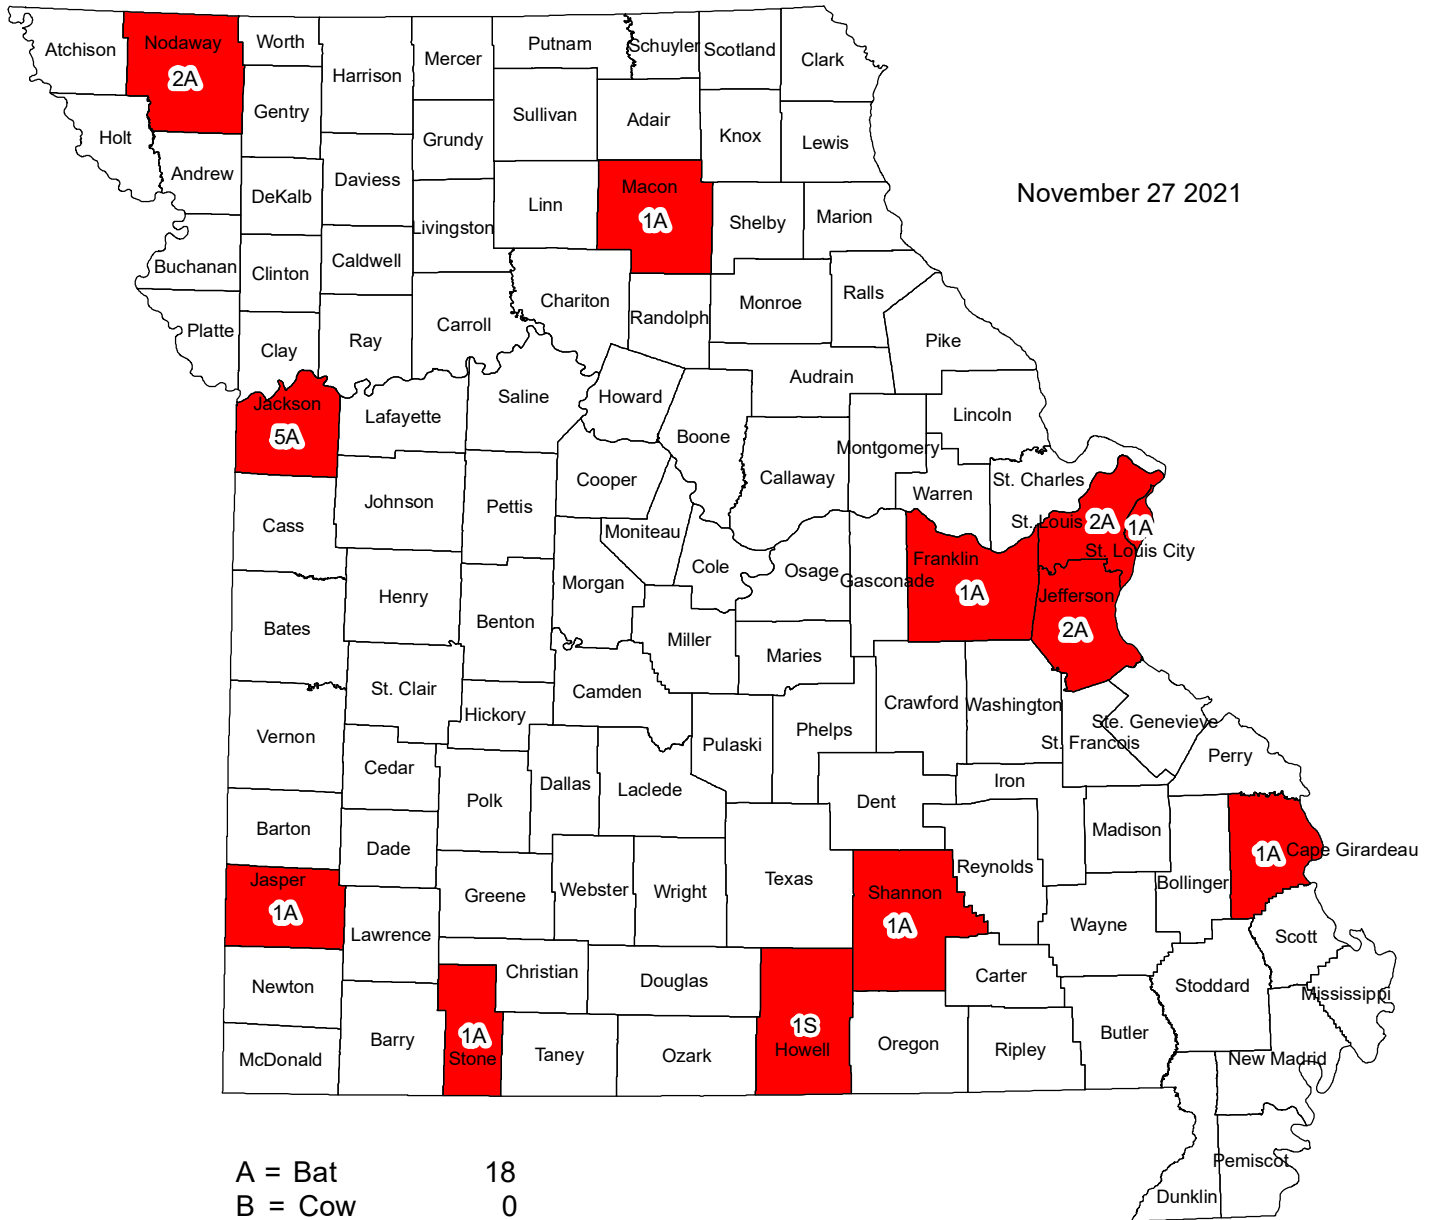 Atchison
Nodaway
2A
Worth
Harrison
Mercer
Putnam
Schuyler
Scotland
Clark
Holt
Gentry
Grundy
Sullivan
Adair
Knox
Lewis
Andrew
DeKalb
Daviess
Livingston
Linn
Macon
1A
Shelby
Marion
November 27 2021
Buchanan
Clinton
Caldwell
Chariton
Randolph
Monroe
Ralls
Platte
Clay
Ray
Carroll
Pike
Audrain
Jackson
5A
Lafayette
Saline
Howard
Boone
Callaway
Montgomery
Lincoln
Cass
Johnson
Pettis
Cooper
Moniteau
Warren
St. Charles
St. Louis
2A
1A
St. Louis City
Bates
Henry
Benton
Morgan
Cole
Osage
Gasconade
Franklin
1A
Jefferson
2A
Miller
Maries
St. Clair
Hickory
Camden
Crawford
Washington
Vernon
Cedar
Polk
Dallas
Laclede
Pulaski
Phelps
Dent
Iron
St. Francois
Ste. Genevieve
Perry
Barton
Dade
Greene
Webster
Wright
Texas
Shannon
1A
Reynolds
Madison
Bollinger
1A
Cape Girardeau
Jasper
1A
Lawrence
Christian
Douglas
Wayne
Scott
Newton
McDonald
Barry
1A
Stone
Taney
Ozark
1S
Howell
Oregon
Carter
Ripley
Butler
Stoddard
Mississippi
New Madrid
Pemiscot
Dunklin
A = Bat 18
B = Cow 0